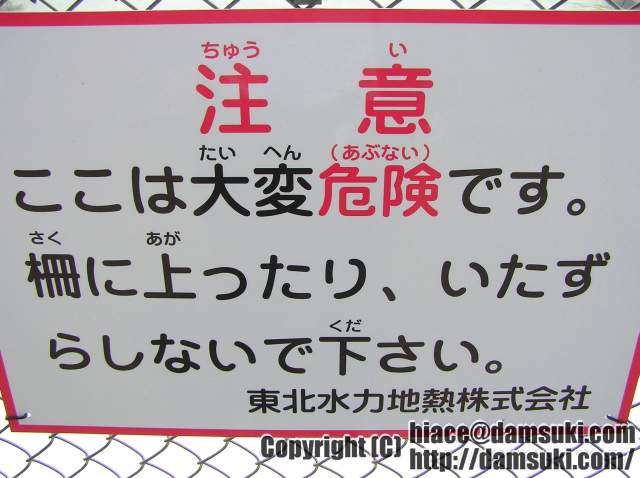 ちゅう い
注 意
たい へん (あぶない)
ここは大変危険です。
さく あが
柵に上ったり、いたず
くだ
らしないで下さい。
東北水力地熱株式会社
Copyright (C) hiace@damsuki.com
http://damsuki.com/